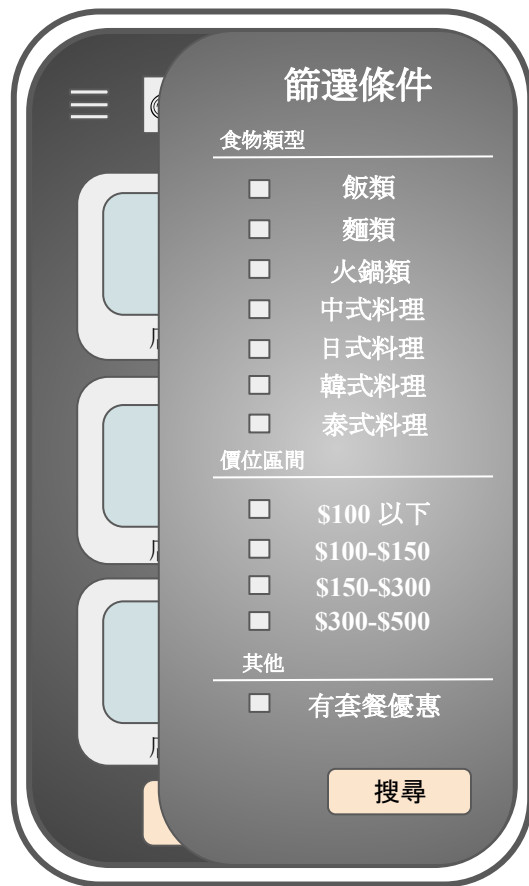 篩選條件
食物類型
飯類
麵類
火鍋類
中式料理
日式料理
韓式料理
泰式料理
價位區間
$100 以下
$100-$150
$150-$300
$300-$500
其他
有套餐優惠
搜尋